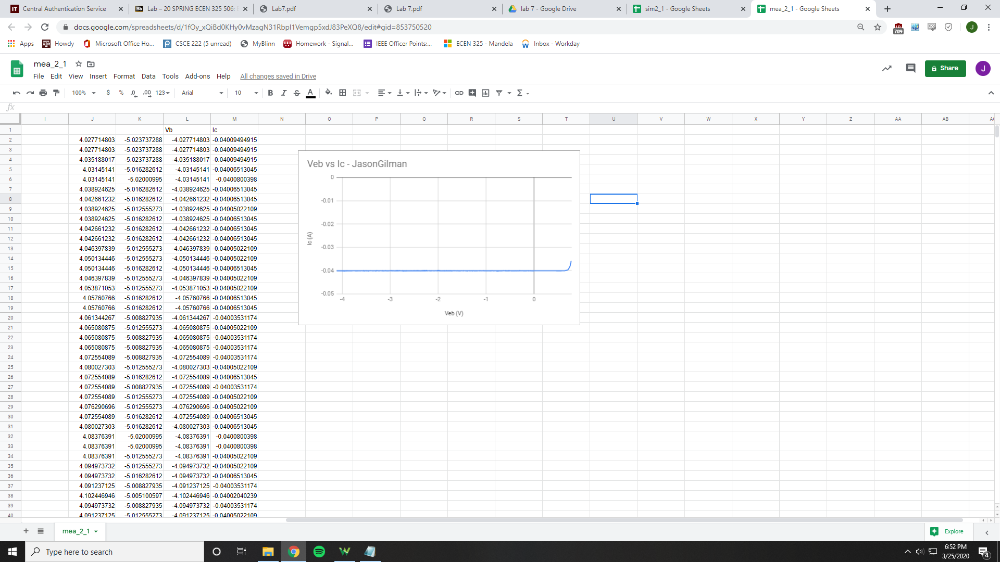 Central Authentication Service
Lab – 20 SPRING ECEN 325 506:
Lab7.pdf
Lab 7.pdf
lab 7 - Google Drive
sim2_1 - Google Sheets
mea_2_1 - Google Sheets
docs.google.com/spreadsheets/d/1fOy_xQiBd0KHy0vMzagN31RbpI1Vemgp5xdJ83PeXQ8/edit#gid=853750520
709
J
Apps
Howdy
Microsoft Office Ho...
CSCE 222 (5 unread)
MyBlinn
Homework - Signal...
IEEE Officer Points:...
ECEN 325 - Mandela
Inbox - Workday
mea_2_1
File Edit View Insert Format Data Tools Add-ons Help All changes saved in Drive
Share
J
100% $ % .0 .00 123 Arial 10 B I S A
fx
I J K L M N O P Q R S T U V W X Y Z AA AB AC
1 Vb Ic
2 4.027714803 -5.023737288 -4.027714803 -0.04009494915
3 4.027714803 -5.023737288 -4.027714803 -0.04009494915
4 4.035188017 -5.023737288 -4.035188017 -0.04009494915
5 4.03145141 -5.016282612 -4.03145141 -0.04006513045
6 4.03145141 -5.02000995 -4.03145141 -0.0400800398
7 4.038924625 -5.016282612 -4.038924625 -0.04006513045
8 4.042661232 -5.016282612 -4.042661232 -0.04006513045
9 4.038924625 -5.012555273 -4.038924625 -0.04005022109
10 4.038924625 -5.016282612 -4.038924625 -0.04006513045
11 4.042661232 -5.016282612 -4.042661232 -0.04006513045
12 4.042661232 -5.016282612 -4.042661232 -0.04006513045
13 4.046397839 -5.012555273 -4.046397839 -0.04005022109
14 4.050134446 -5.012555273 -4.050134446 -0.04005022109
15 4.050134446 -5.016282612 -4.050134446 -0.04006513045
16 4.046397839 -5.012555273 -4.046397839 -0.04005022109
17 4.053871053 -5.012555273 -4.053871053 -0.04005022109
18 4.05760766 -5.016282612 -4.05760766 -0.04006513045
19 4.05760766 -5.016282612 -4.05760766 -0.04006513045
20 4.061344267 -5.008827935 -4.061344267 -0.04003531174
21 4.065080875 -5.012555273 -4.065080875 -0.04005022109
22 4.065080875 -5.008827935 -4.065080875 -0.04003531174
23 4.065080875 -5.008827935 -4.065080875 -0.04003531174
24 4.072554089 -5.008827935 -4.072554089 -0.04003531174
25 4.080027303 -5.012555273 -4.080027303 -0.04005022109
26 4.072554089 -5.016282612 -4.072554089 -0.04006513045
27 4.072554089 -5.008827935 -4.072554089 -0.04003531174
28 4.072554089 -5.012555273 -4.072554089 -0.04005022109
29 4.076290696 -5.012555273 -4.076290696 -0.04005022109
30 4.072554089 -5.016282612 -4.072554089 -0.04006513045
31 4.080027303 -5.016282612 -4.080027303 -0.04006513045
32 4.08376391 -5.02000995 -4.08376391 -0.0400800398
33 4.08376391 -5.02000995 -4.08376391 -0.0400800398
34 4.08376391 -5.012555273 -4.08376391 -0.04005022109
35 4.094973732 -5.012555273 -4.094973732 -0.04005022109
36 4.094973732 -5.016282612 -4.094973732 -0.04006513045
37 4.091237125 -5.008827935 -4.091237125 -0.04003531174
38 4.102446946 -5.005100597 -4.102446946 -0.04002040239
39 4.094973732 -5.008827935 -4.094973732 -0.04003531174
40 4.091237125 -5.012555273 -4.091237125 -0.04005022109
Veb vs Ic - JasonGilman
0
-0.01
-0.02
-0.03
-0.04
-0.05
Ic (A)
-4 -3 -2 -1 0
Veb (V)
mea_2_1
Explore
Type here to search
6:52 PM
3/25/2020
4